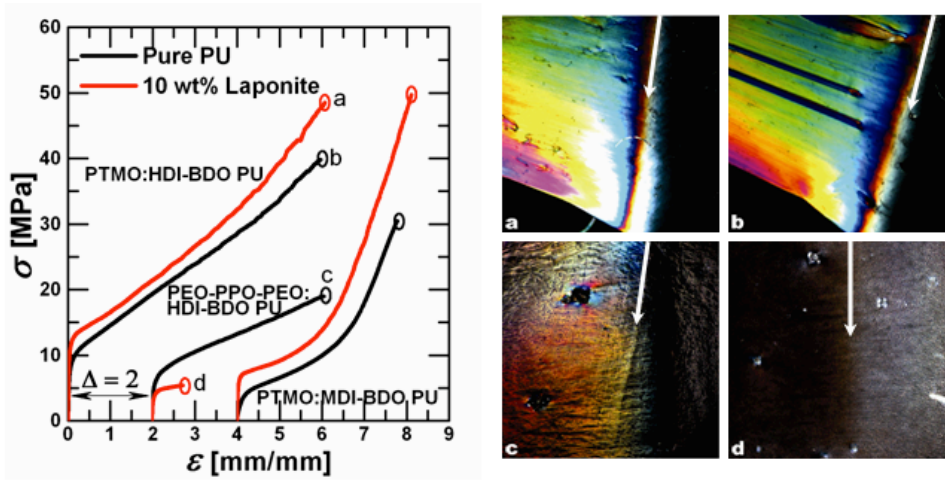 60
50
40
30
20
10
0
σ [MPa]
Pure PU
10 wt% Laponite
a
b
PTMO:HDI-BDO PU
c
PEO-PPO-PEO:
HDI-BDO PU
Δ = 2
d
PTMO:MDI-BDO PU
0 1 2 3 4 5 6 7 8 9
ε [mm/mm]
a
b
c
d